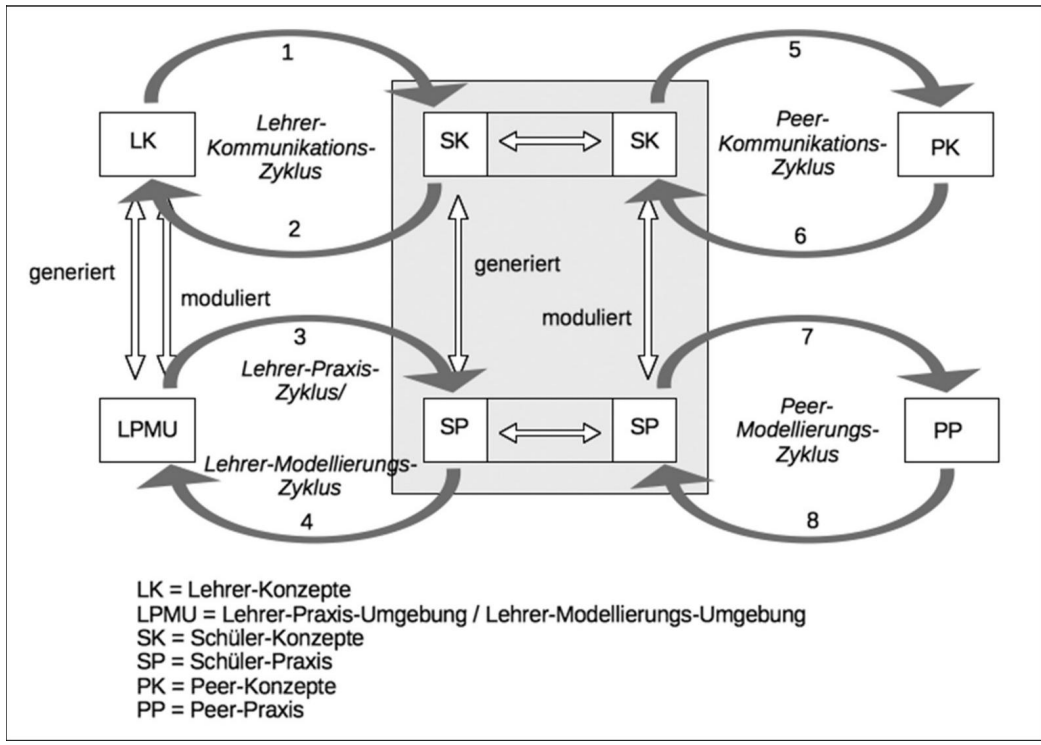 1
5
LK
Lehrer-
Kommunikations-
Zyklus
SK
SK
Peer-
Kommunikations-
Zyklus
PK
2
6
generiert
moduliert
generiert
moduliert
3
7
Lehrer-Praxis-
Zyklus/
LPMU
SP
SP
Peer-
Modellierungs-
Zyklus
PP
Lehrer-Modellierungs-
Zyklus
4
8
LK = Lehrer-Konzepte
LPMU = Lehrer-Praxis-Umgebung / Lehrer-Modellierungs-Umgebung
SK = Schüler-Konzepte
SP = Schüler-Praxis
PK = Peer-Konzepte
PP = Peer-Praxis